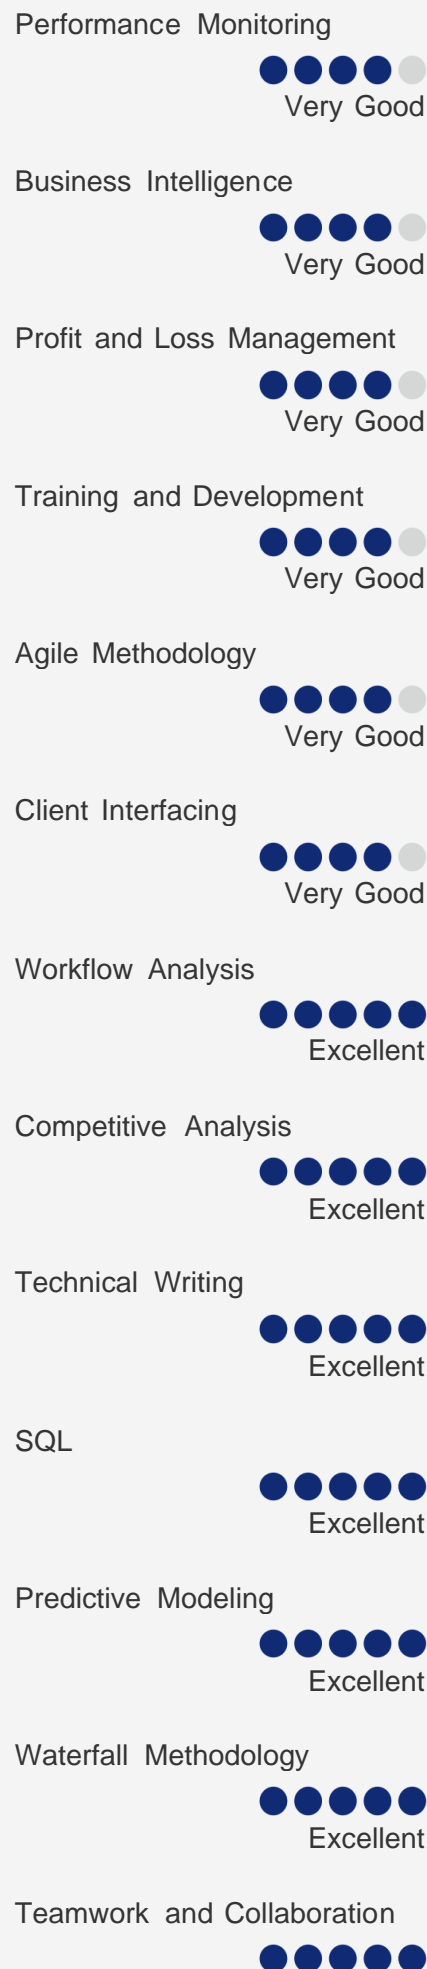 Performance Monitoring
Very Good
Business Intelligence
Very Good
Profit and Loss Management
Very Good
Training and Development
Very Good
Agile Methodology
Very Good
Client Interfacing
Very Good
Workflow Analysis
Excellent
Competitive Analysis
Excellent
Technical Writing
Excellent
SQL
Excellent
Predictive Modeling
Excellent
Waterfall Methodology
Excellent
Teamwork and Collaboration